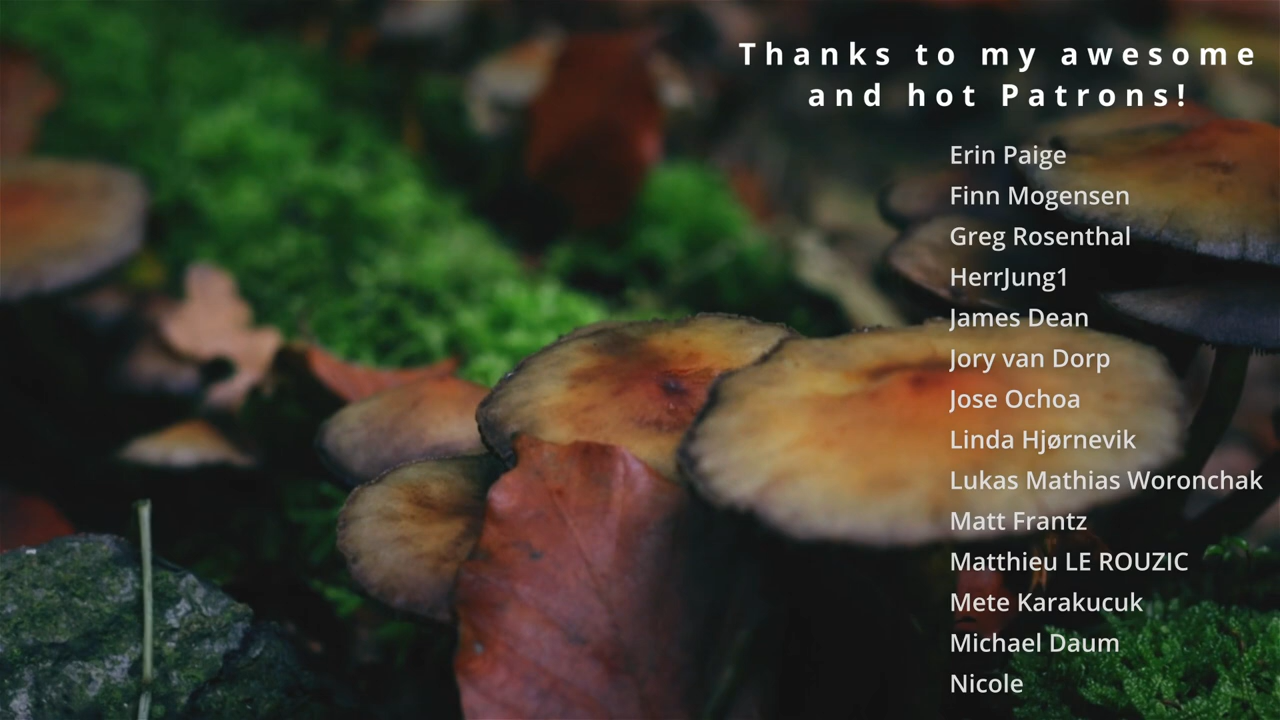 Thanks to my awesome
and hot Patrons!
Erin Paige
Finn Mogensen
Greg Rosenthal
HerrJung1
James Dean
Jory van Dorp
Jose Ochoa
Linda Hjørnevik
Lukas Mathias Woronchak
Matt Frantz
Matthieu LE ROUZIC
Mete Karakucuk
Michael Daum
Nicole